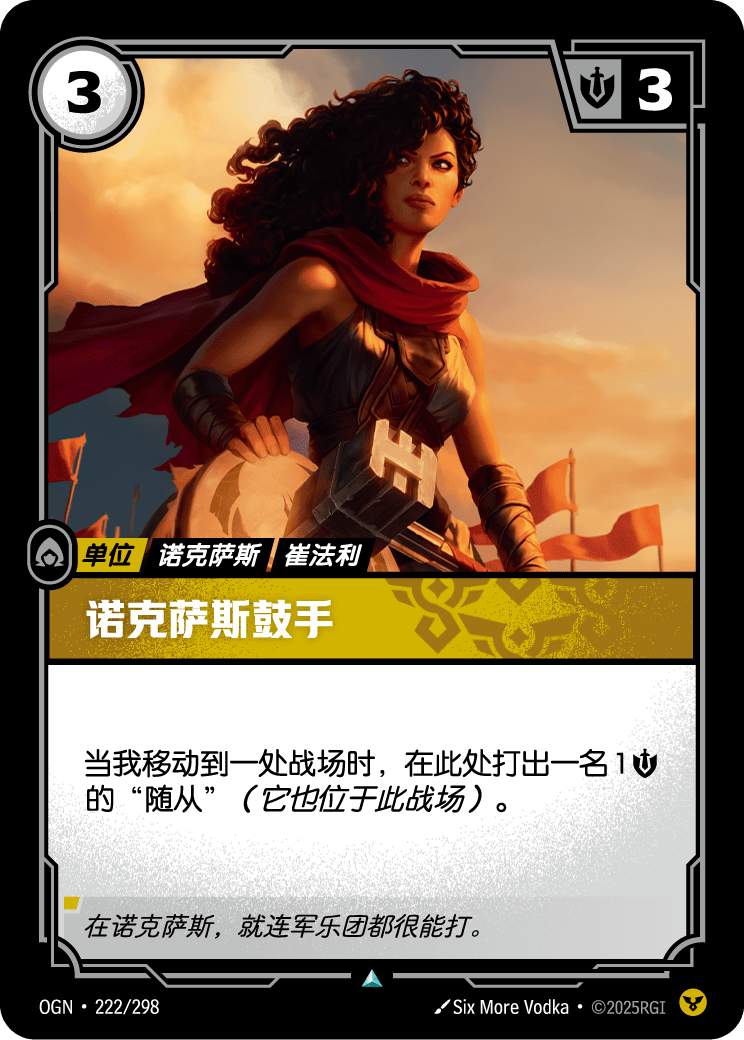 3
3
单位 诺克萨斯 崔法利
诺克萨斯鼓手
当我移动到一处战场时，在此处打出一名1
的“随从”（它也位于此战场）。
在诺克萨斯，就连军乐团都很能打。
OGN • 222/298 Six More Vodka • ©2025RGI